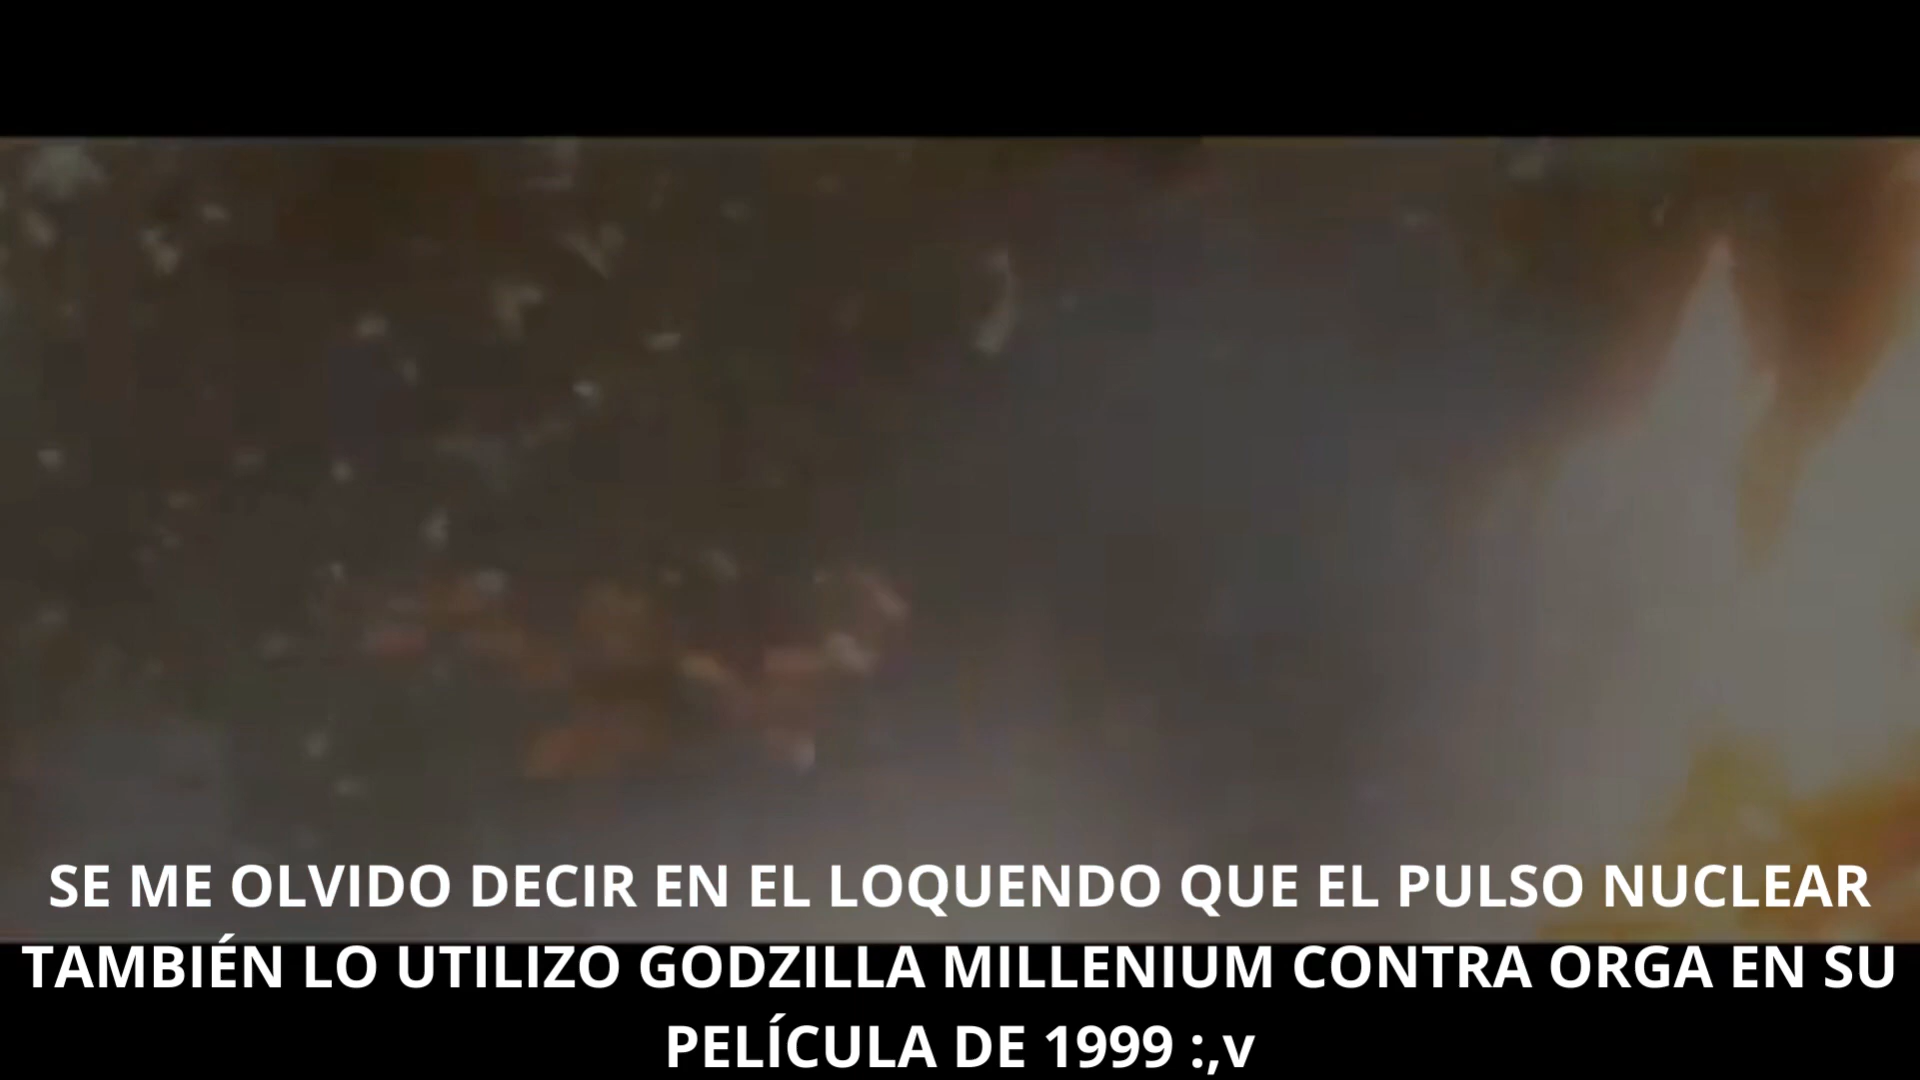 SE ME OLVIDO DECIR EN EL LOQUENDO QUE EL PULSO NUCLEAR
TAMBIÉN LO UTILIZO GODZILLA MILLENIUM CONTRA ORGA EN SU
PELÍCULA DE 1999 :,v